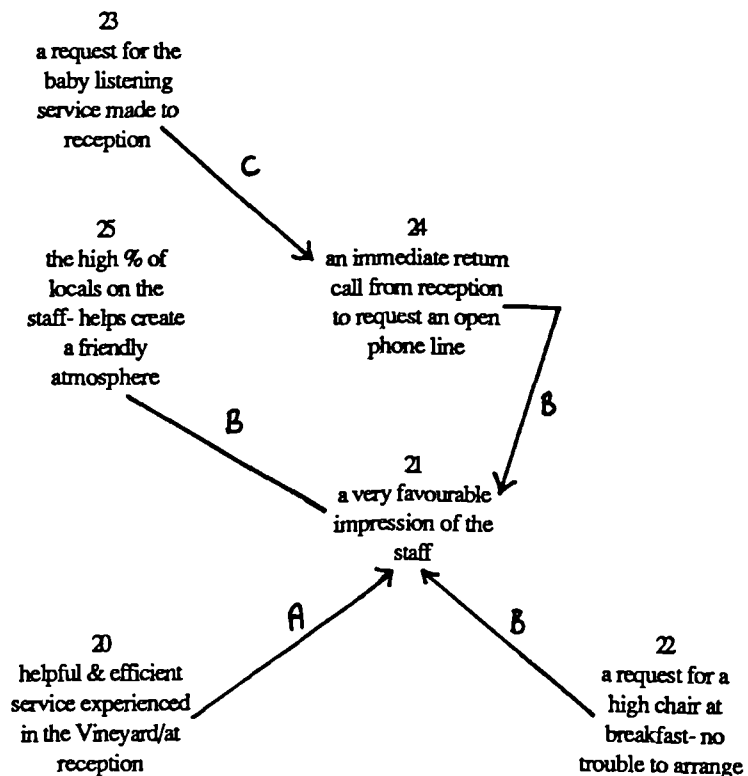 23
a request for the
baby listening
service made to
reception
C
25
the high % of
locals on the
staff- helps create
a friendly
atmosphere
24
an immediate return
call from reception
to request an open
phone line
B
B
21
a very favourable
impression of the
staff
A
B
20
helpful & efficient
service experienced
in the Vineyard/at
reception
22
a request for a
high chair at
breakfast- no
trouble to arrange